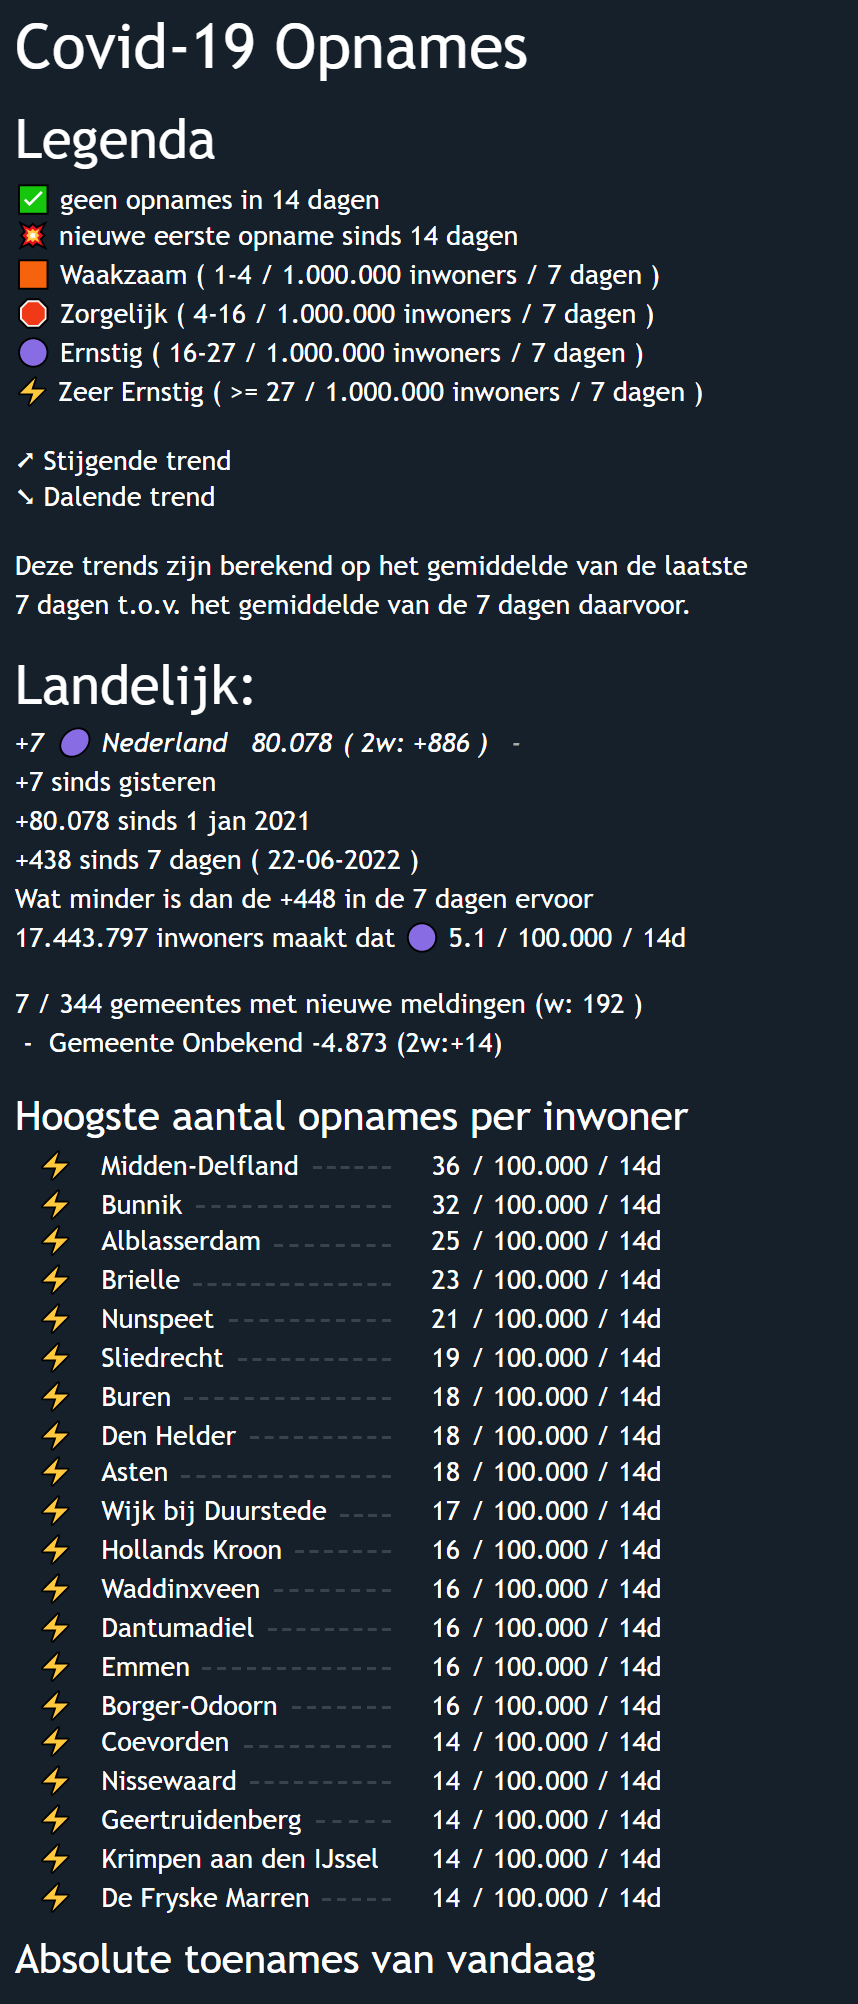 Covid-19 Opnames
Legenda
✅ geen opnames in 14 dagen
💥 nieuwe eerste opname sinds 14 dagen
🟧 Waakzaam ( 1-4 / 1.000.000 inwoners / 7 dagen )
🛑 Zorgelijk ( 4-16 / 1.000.000 inwoners / 7 dagen )
🟣 Ernstig ( 16-27 / 1.000.000 inwoners / 7 dagen )
⚡ Zeer Ernstig ( >= 27 / 1.000.000 inwoners / 7 dagen )
➚ Stijgende trend
➘ Dalende trend
Deze trends zijn berekend op het gemiddelde van de laatste
7 dagen t.o.v. het gemiddelde van de 7 dagen daarvoor.
Landelijk:
+7 🟣 Nederland 80.078 ( 2w: +886 ) -
+7 sinds gisteren
+80.078 sinds 1 jan 2021
+438 sinds 7 dagen ( 22-06-2022 )
Wat minder is dan de +448 in de 7 dagen ervoor
17.443.797 inwoners maakt dat 🟣 5.1 / 100.000 / 14d
7 / 344 gemeentes met nieuwe meldingen (w: 192 )
- Gemeente Onbekend -4.873 (2w:+14)
Hoogste aantal opnames per inwoner
⚡ Midden-Delfland ------ 36 / 100.000 / 14d
⚡ Bunnik ------------ 32 / 100.000 / 14d
⚡ Alblasserdam ------- 25 / 100.000 / 14d
⚡ Brielle ------------ 23 / 100.000 / 14d
⚡ Nunspeet ---------- 21 / 100.000 / 14d
⚡ Sliedrecht --------- 19 / 100.000 / 14d
⚡ Buren ------------- 18 / 100.000 / 14d
⚡ Den Helder --------- 18 / 100.000 / 14d
⚡ Asten ------------- 18 / 100.000 / 14d
⚡ Wijk bij Duurstede ---- 17 / 100.000 / 14d
⚡ Hollands Kroon ------ 16 / 100.000 / 14d
⚡ Waddinxveen ------- 16 / 100.000 / 14d
⚡ Dantumadiel -------- 16 / 100.000 / 14d
⚡ Emmen ------------ 16 / 100.000 / 14d
⚡ Borger-Odoorn ------ 16 / 100.000 / 14d
⚡ Coevorden --------- 14 / 100.000 / 14d
⚡ Nissewaard --------- 14 / 100.000 / 14d
⚡ Geertruidenberg ----- 14 / 100.000 / 14d
⚡ Krimpen aan den IJssel 14 / 100.000 / 14d
⚡ De Fryske Marren ----- 14 / 100.000 / 14d
Absolute toenames van vandaag